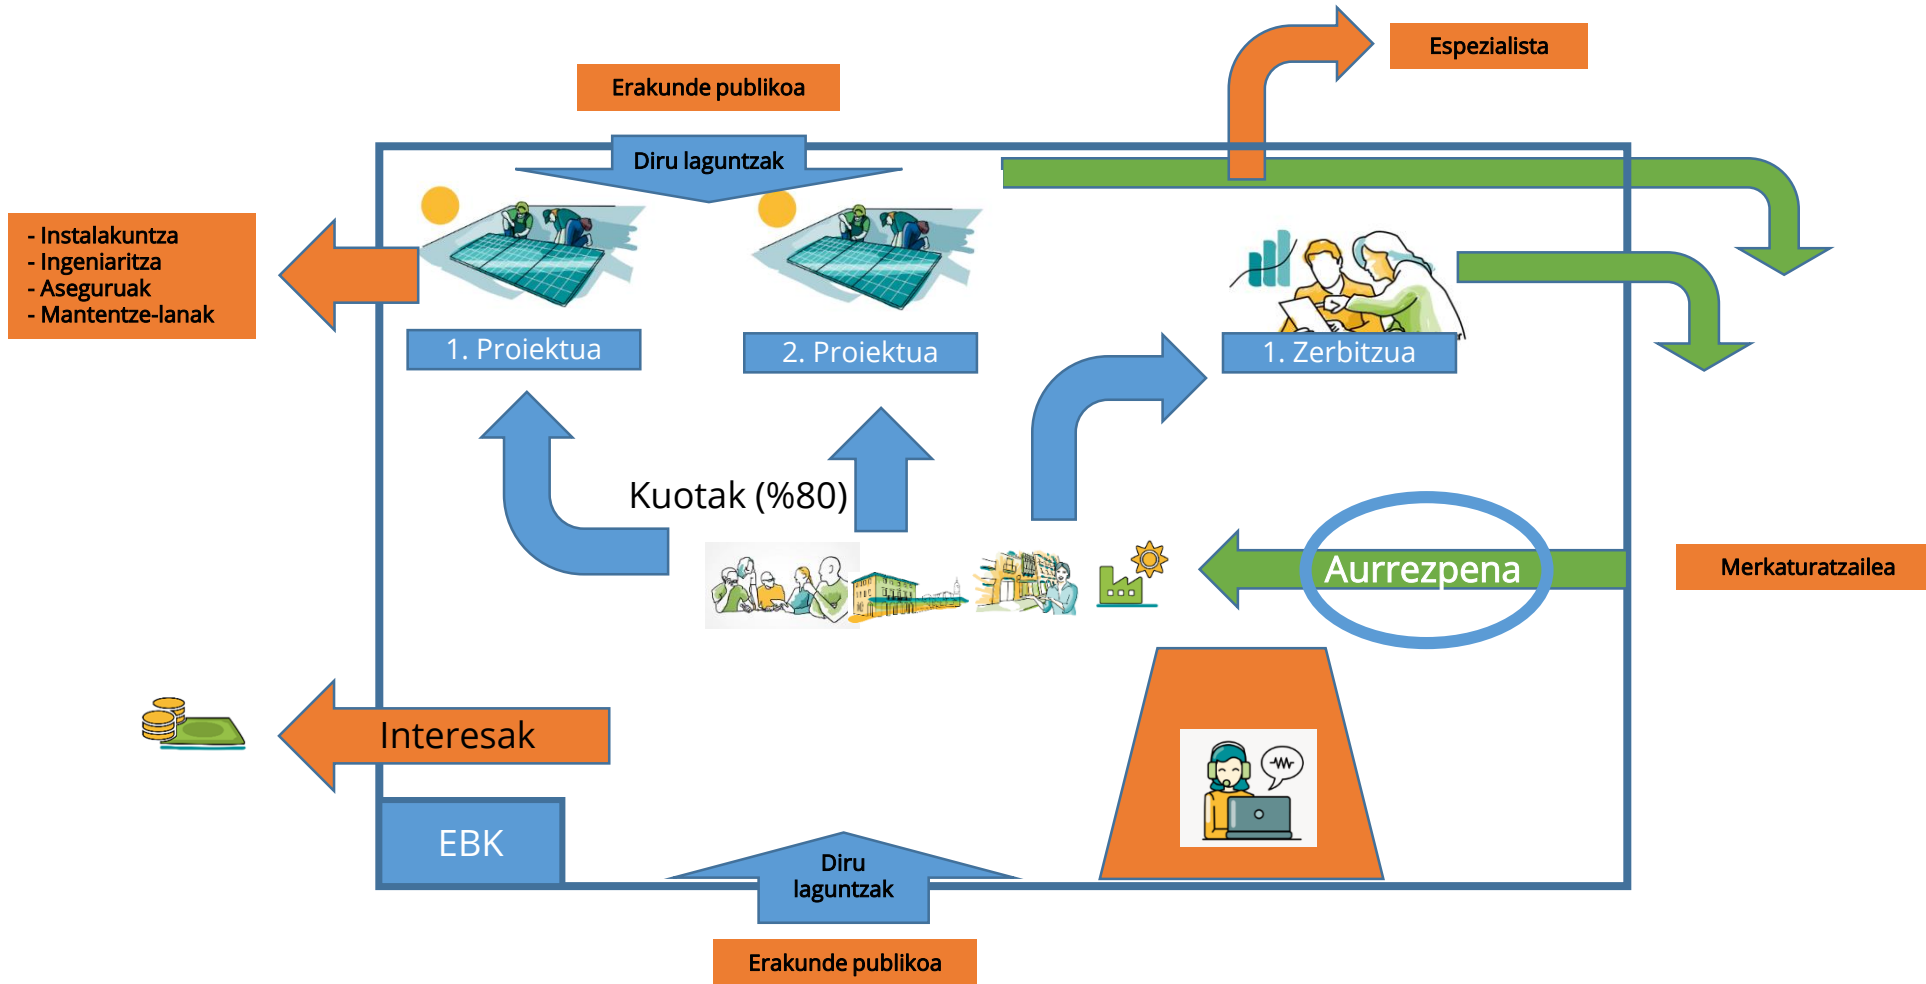 Espezialista
Erakunde publikoa
Diru laguntzak
- Instalakuntza
- Ingeniaritza
- Aseguruak
- Mantentze-lanak
1. Proiektua
2. Proiektua
1. Zerbitzua
Kuotak (%80)
Aurrezpena
Merkaturatzailea
Interesak
EBK
Diru
laguntzak
Erakunde publikoa